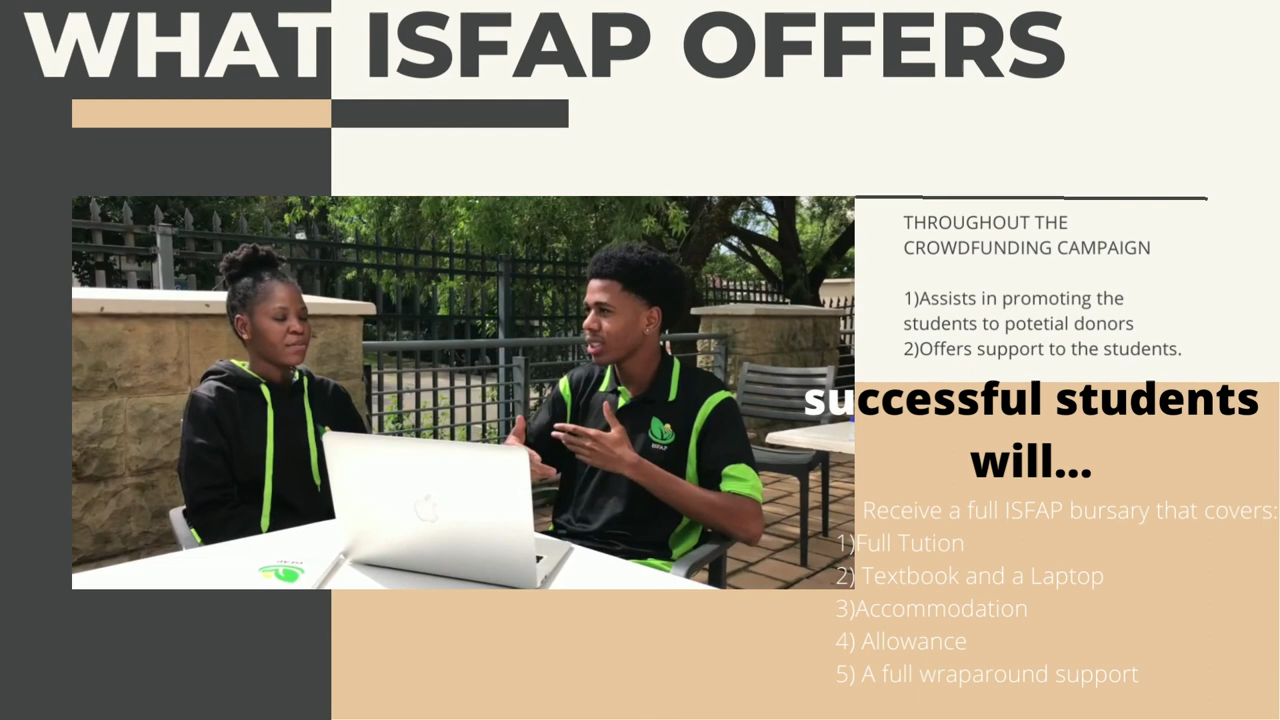 WHAT ISFAP OFFERS
THROUGHOUT THE
CROWDFUNDING CAMPAIGN
1)Assists in promoting the
students to potetial donors
2)Offers support to the students.
successful students
will...
Receive a full ISFAP bursary that covers:
1)Full Tution
2) Textbook and a Laptop
3)Accommodation
4) Allowance
5) A full wraparound support
ISFAP
ISFAP